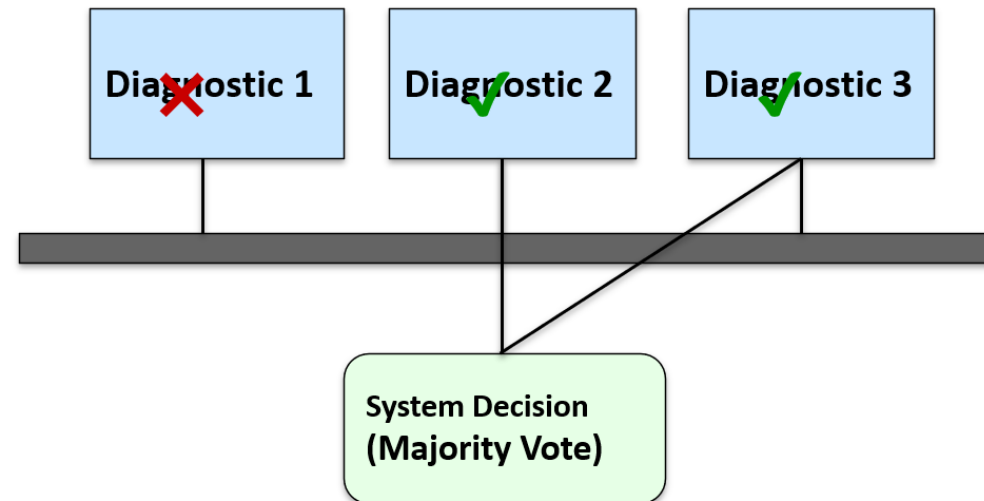 Diagnostic 1
Diagnostic 2
Diagnostic 3
System Decision
(Majority Vote)